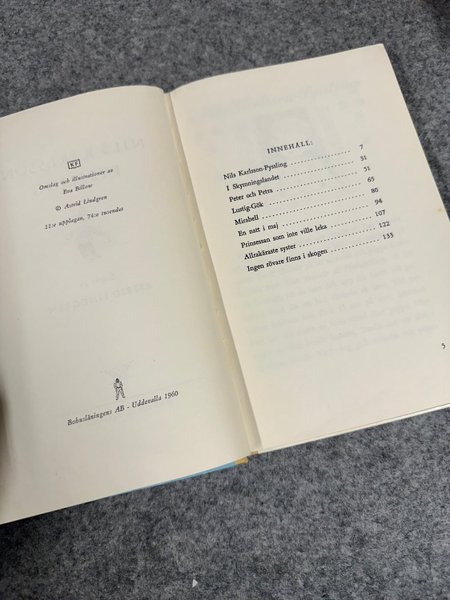 KF
Omslag och illustrationer av
Eva Billow
© Astrid Lindgren
Bohusläningens AB - Uddevalla 1960
INNEHÅLL:
Nils Karlsson-Pyssling 7
I Skymningslandet 31
Peter och Petra 51
Lustig-Gök 65
Mirabell 80
En natt i maj 94
Prinsessan som inte ville leka 107
Allrakäraste syster 122
Ingen rövare finns i skogen 135
5